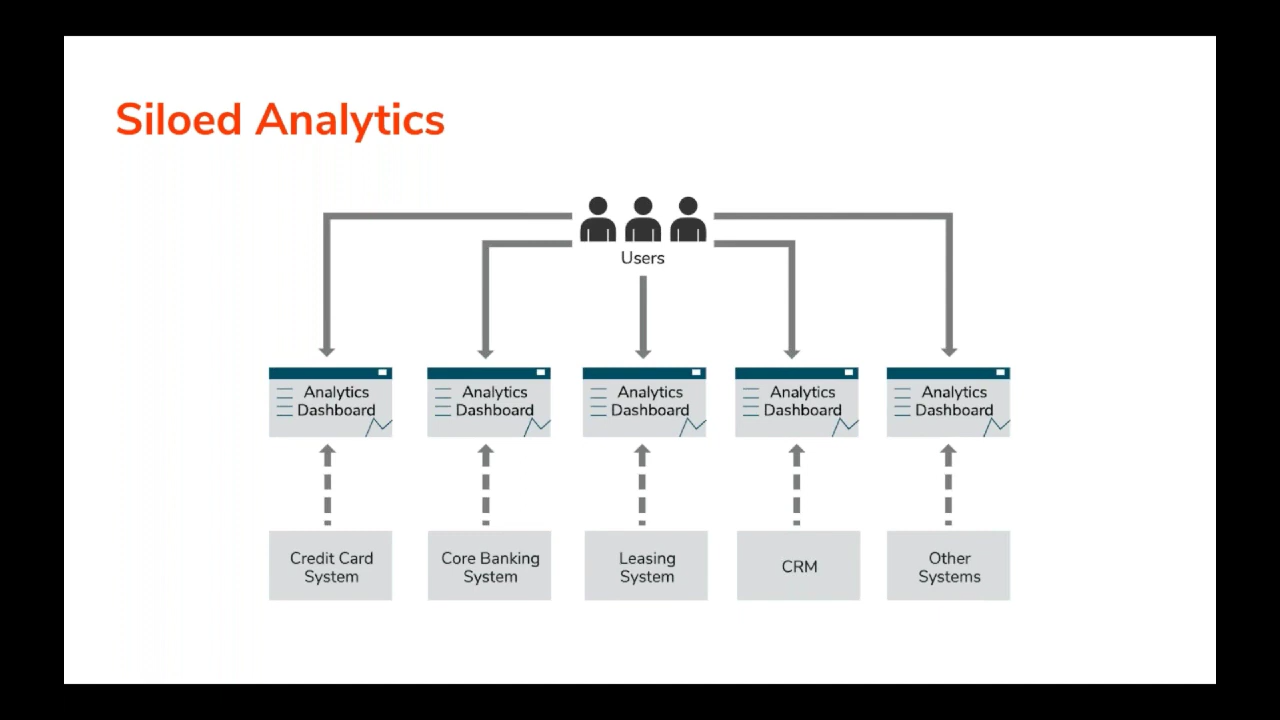 Siloed Analytics
Users
Analytics
Dashboard
Analytics
Dashboard
Analytics
Dashboard
Analytics
Dashboard
Analytics
Dashboard
Credit Card
System
Core Banking
System
Leasing
System
CRM
Other
Systems